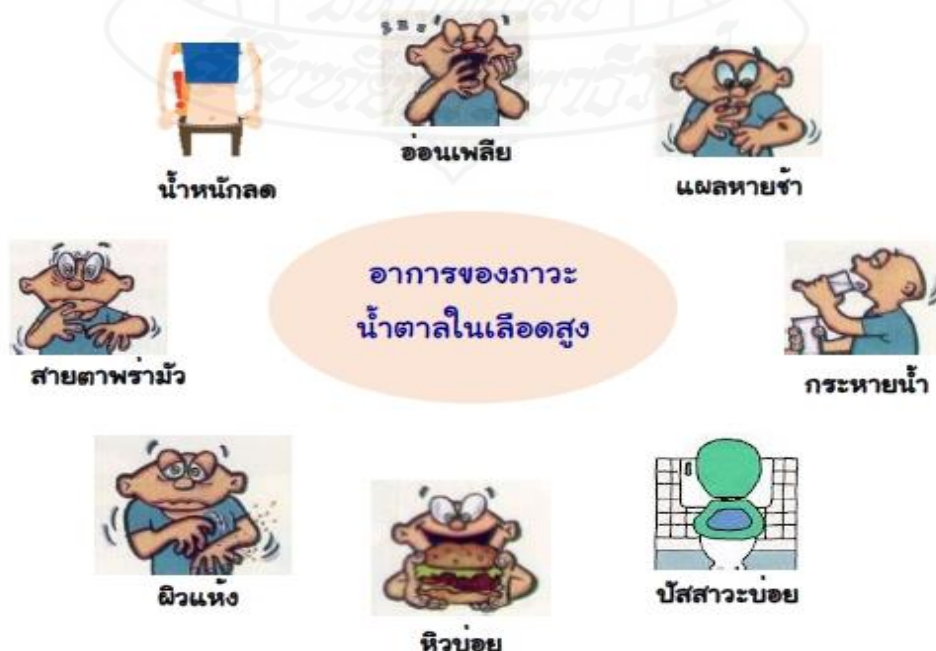 อ่อนเพลีย
น้ำหนักลด
แผลหายช้า
อาการของภาวะ
น้ำตาลในเลือดสูง
สายตาพร่ามัว
กระหายน้ำ
ผิวแห้ง
ปัสสาวะบ่อย
หิวบ่อย